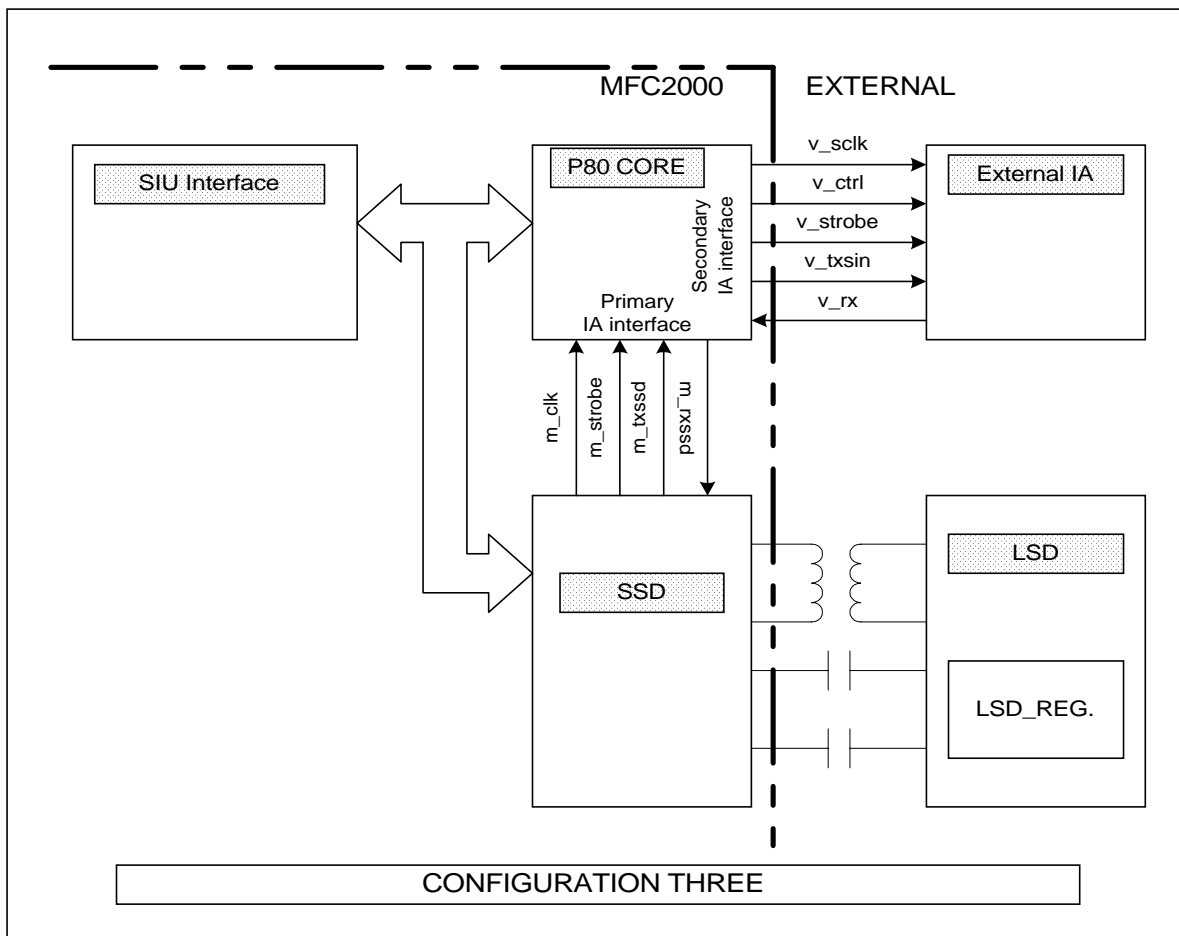 MFC2000 EXTERNAL
SIU Interface
P80 CORE
Secondary
IA interface
Primary
IA interface
v_sclk
v_ctrl
v_strobe
v_txsin
v_rx
External IA
m_clk
m_strobe
m_txssd
m_rxssd
SSD
LSD
LSD_REG.
CONFIGURATION THREE